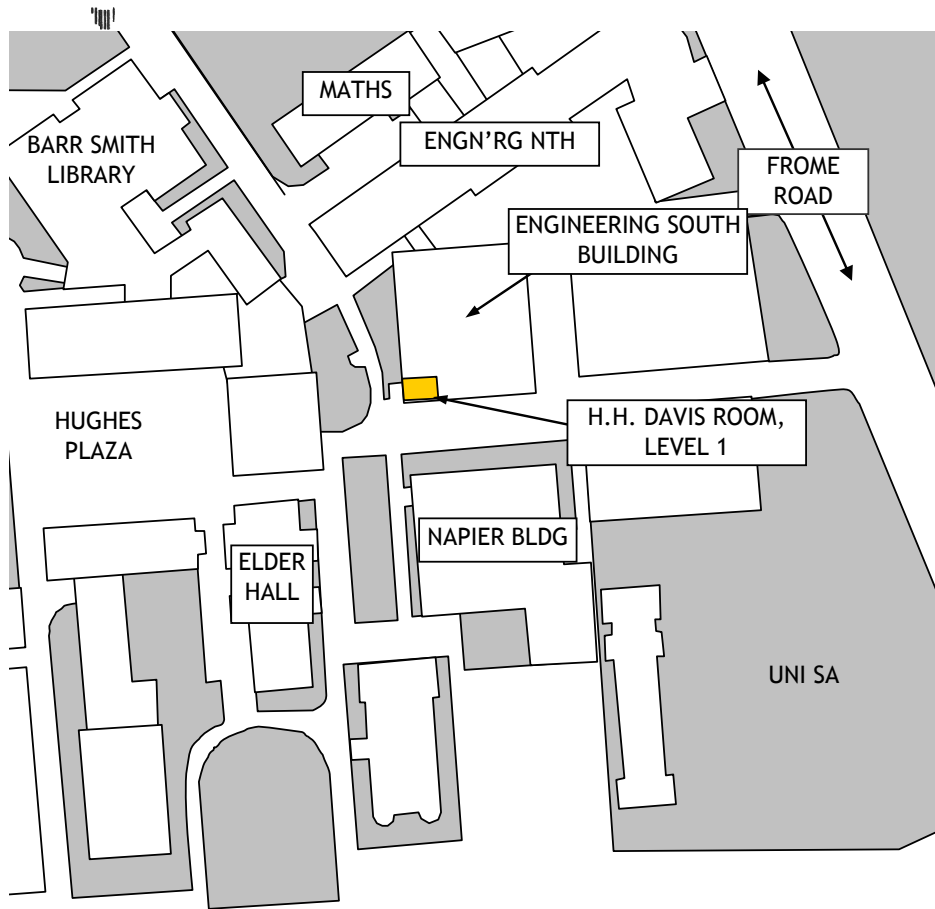 MATHS
ENGN'RG NTH
BARR SMITH
LIBRARY
FROME
ROAD
ENGINEERING SOUTH
BUILDING
HUGHES
PLAZA
H.H. DAVIS ROOM,
LEVEL 1
NAPIER BLDG
ELDER
HALL
UNI SA